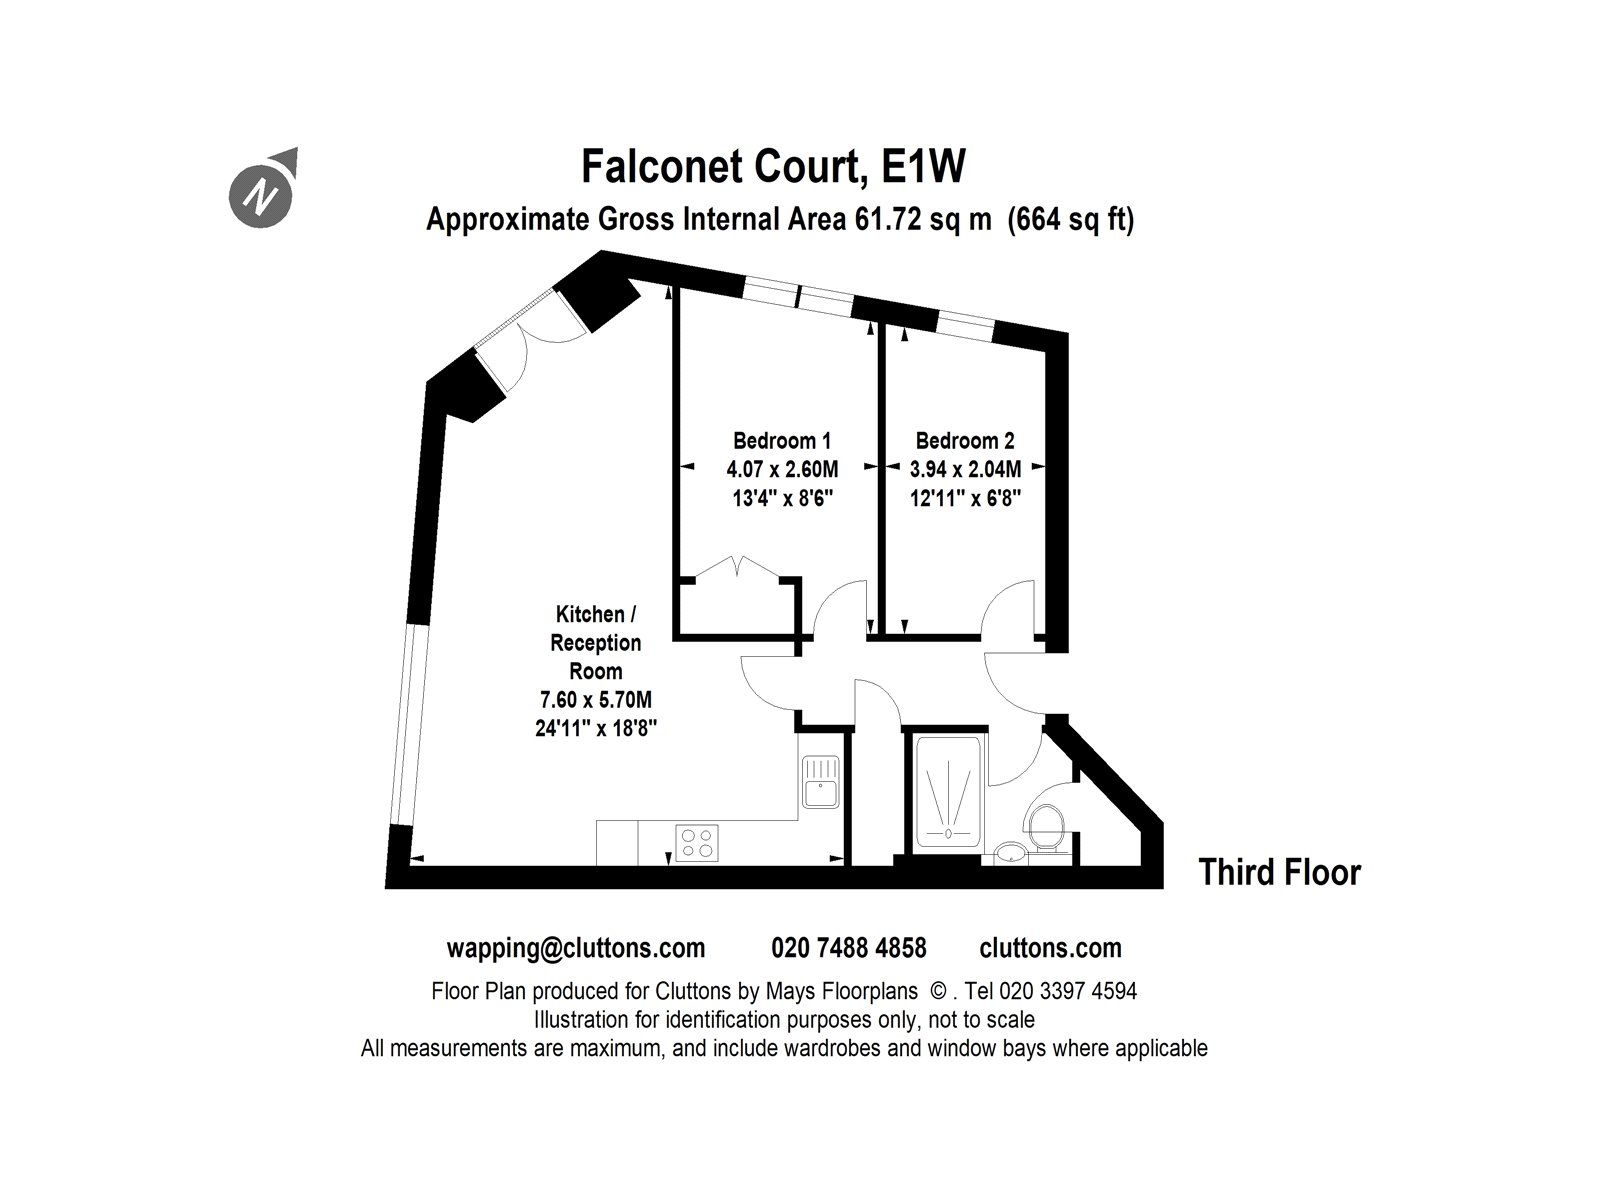 N
Falconet Court, E1W
Approximate Gross Internal Area 61.72 sq m (664 sq ft)
Bedroom 1
4.07 x 2.60M
13'4" x 8'6"
Bedroom 2
3.94 x 2.04M
12'11" x 6'8"
Kitchen /
Reception
Room
7.60 x 5.70M
24'11" x 18'8"
Third Floor
wapping@cluttons.com 020 7488 4858 cluttons.com
Floor Plan produced for Cluttons by Mays Floorplans © . Tel 020 3397 4594
Illustration for identification purposes only, not to scale
All measurements are maximum, and include wardrobes and window bays where applicable